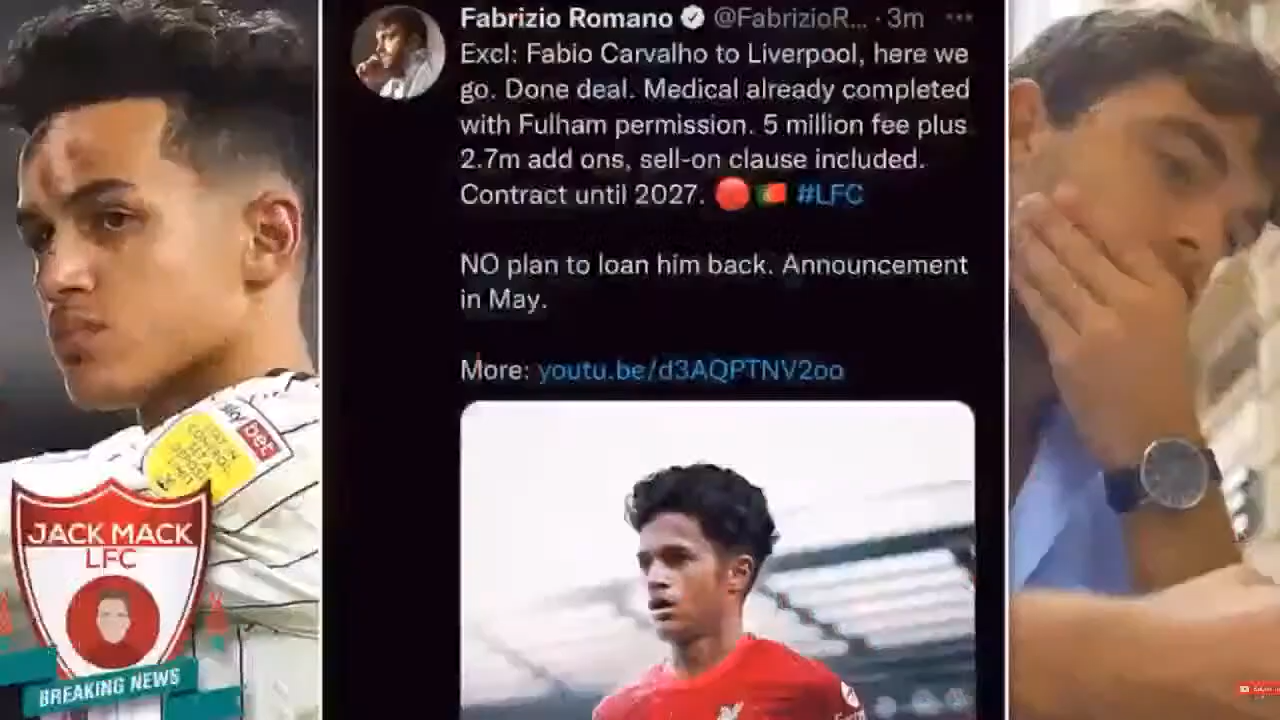 Fabrizio Romano @FabrizioR... · 3m
Excl: Fabio Carvalho to Liverpool, here we
go. Done deal. Medical already completed
with Fulham permission. 5 million fee plus
2.7m add ons, sell-on clause included.
Contract until 2027. 🔴🇵🇹 #LFC
NO plan to loan him back. Announcement
in May.
More: youtu.be/d3AQPTNV2oo
sky bet
JACK MACK
LFC
BREAKING NEWS